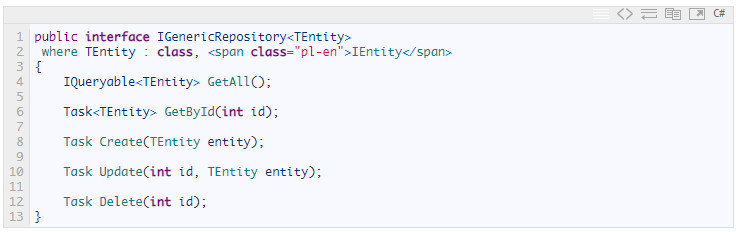 C#
1 public interface IGenericRepository<TEntity>
2  where TEntity : class, <span class="pl-en">IEntity</span>
3 {
4     IQueryable<TEntity> GetAll();
5
6     Task<TEntity> GetById(int id);
7
8     Task Create(TEntity entity);
9
10     Task Update(int id, TEntity entity);
11
12     Task Delete(int id);
13 }